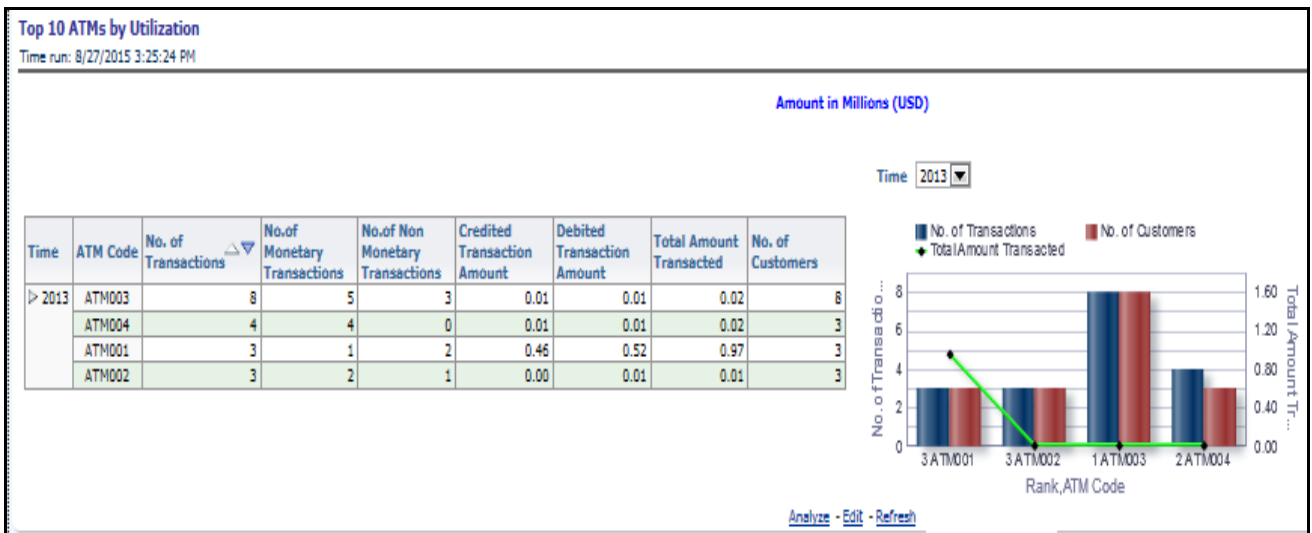 Top 10 ATMs by Utilization
Time run: 8/27/2015 3:25:24 PM
Amount in Millions (USD)
Time 2013
Time ATM Code No. of Transactions No.of Monetary Transactions No.of Non Monetary Transactions Credited Transaction Amount Debited Transaction Amount Total Amount Transacted No. of Customers
2013 ATM003 8 5 3 0.01 0.01 0.02 8
ATM004 4 4 0 0.01 0.01 0.02 3
ATM001 3 1 2 0.46 0.52 0.97 3
ATM002 3 2 1 0.00 0.01 0.01 3
No. of Transactions No. of Customers
Total Amount Transacted
No. of Transactio...
8
6
4
2
0
1.60
1.20
0.80
0.40
0.00
Total Amount Tr...
3 ATM001 3 ATM002 1 ATM003 2 ATM004
Rank,ATM Code
Analyze - Edit - Refresh